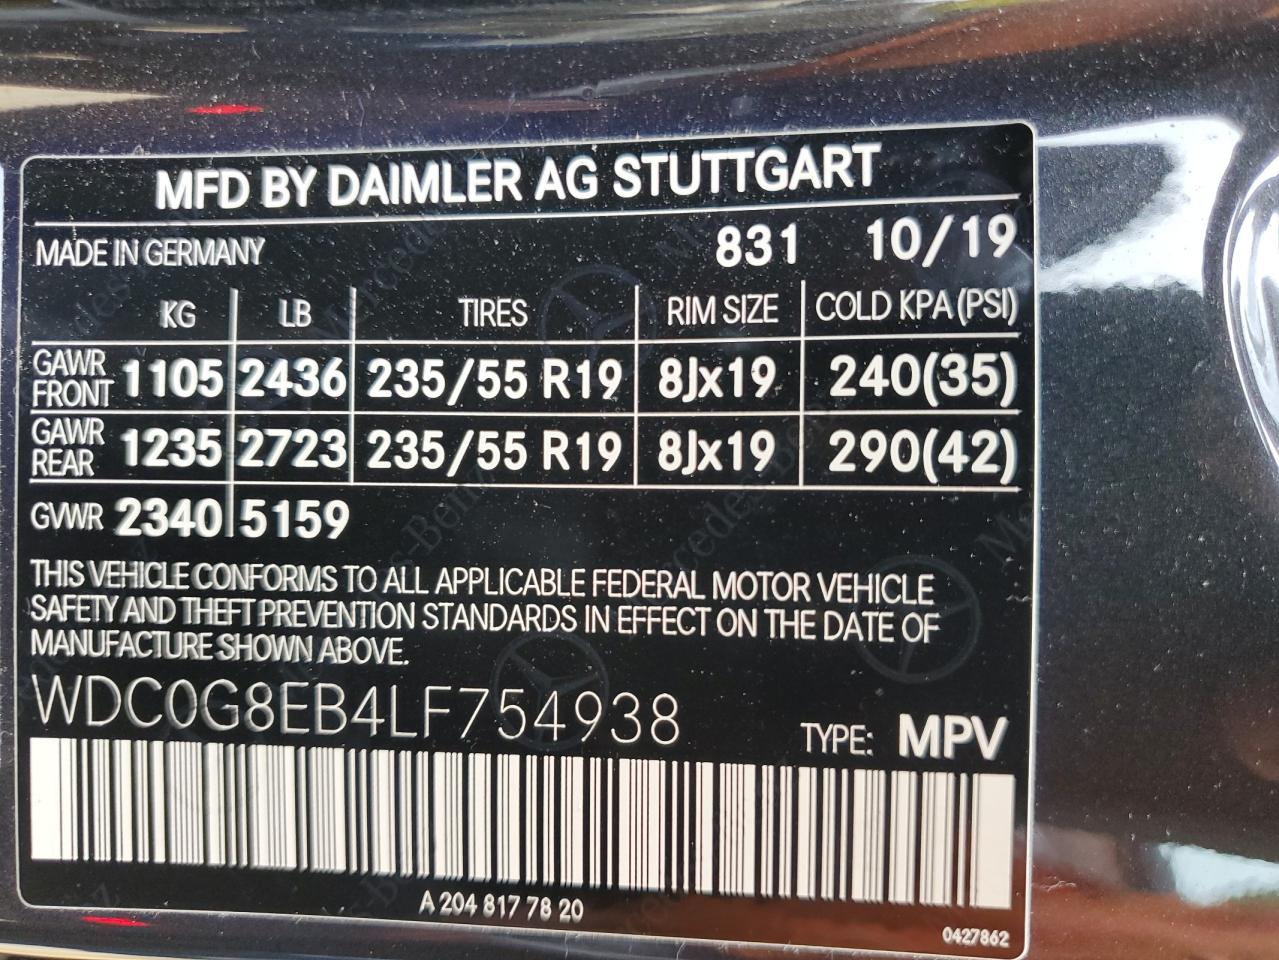 MFD BY DAIMLER AG STUTTGART
MADE IN GERMANY 831 10/19
KG LB TIRES RIM SIZE COLD KPA (PSI)
GAWR FRONT 1105 2436 235/55 R19 8Jx19 240(35)
GAWR REAR 1235 2723 235/55 R19 8Jx19 290(42)
GVWR 2340 5159
THIS VEHICLE CONFORMS TO ALL APPLICABLE FEDERAL MOTOR VEHICLE
SAFETY AND THEFT PREVENTION STANDARDS IN EFFECT ON THE DATE OF
MANUFACTURE SHOWN ABOVE.
WDC0G8EB4LF754938 TYPE: MPV
A 204 817 78 20
0427862